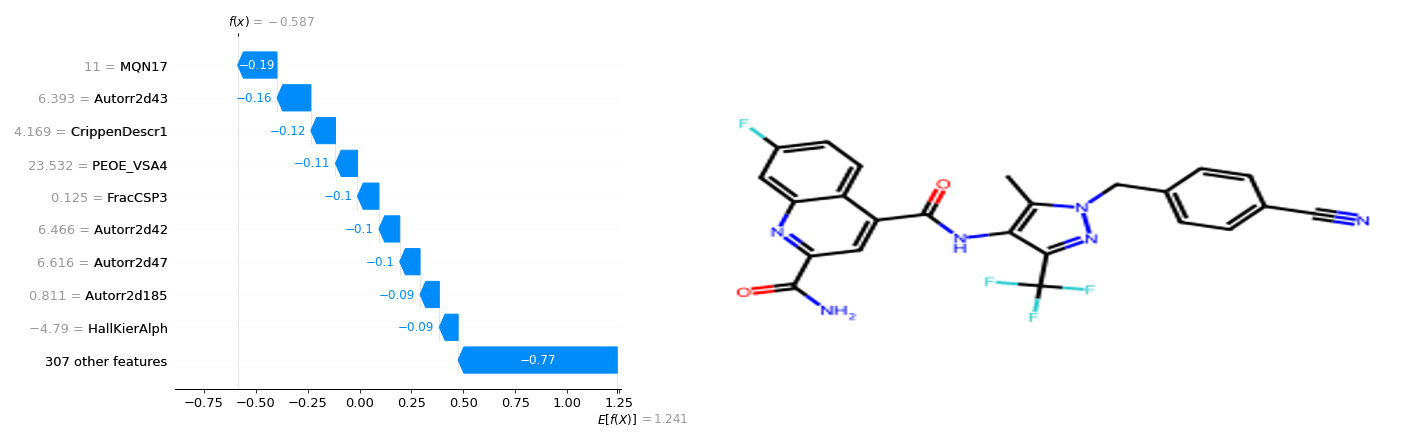 f(x) = −0.587
11 = MQN17
−0.19
6.393 = Autorr2d43
−0.16
4.169 = CrippenDescr1
−0.12
23.532 = PEOE_VSA4
−0.11
0.125 = FracCSP3
−0.1
6.466 = Autorr2d42
−0.1
6.616 = Autorr2d47
−0.1
0.811 = Autorr2d185
−0.09
−4.79 = HallKierAlph
−0.09
307 other features
−0.77
−0.75 −0.50 −0.25 0.00 0.25 0.50 0.75 1.00 1.25
E[f(X)] = 1.241
F
O
N
N
H
N
N
N
O
NH₂
F
F
F